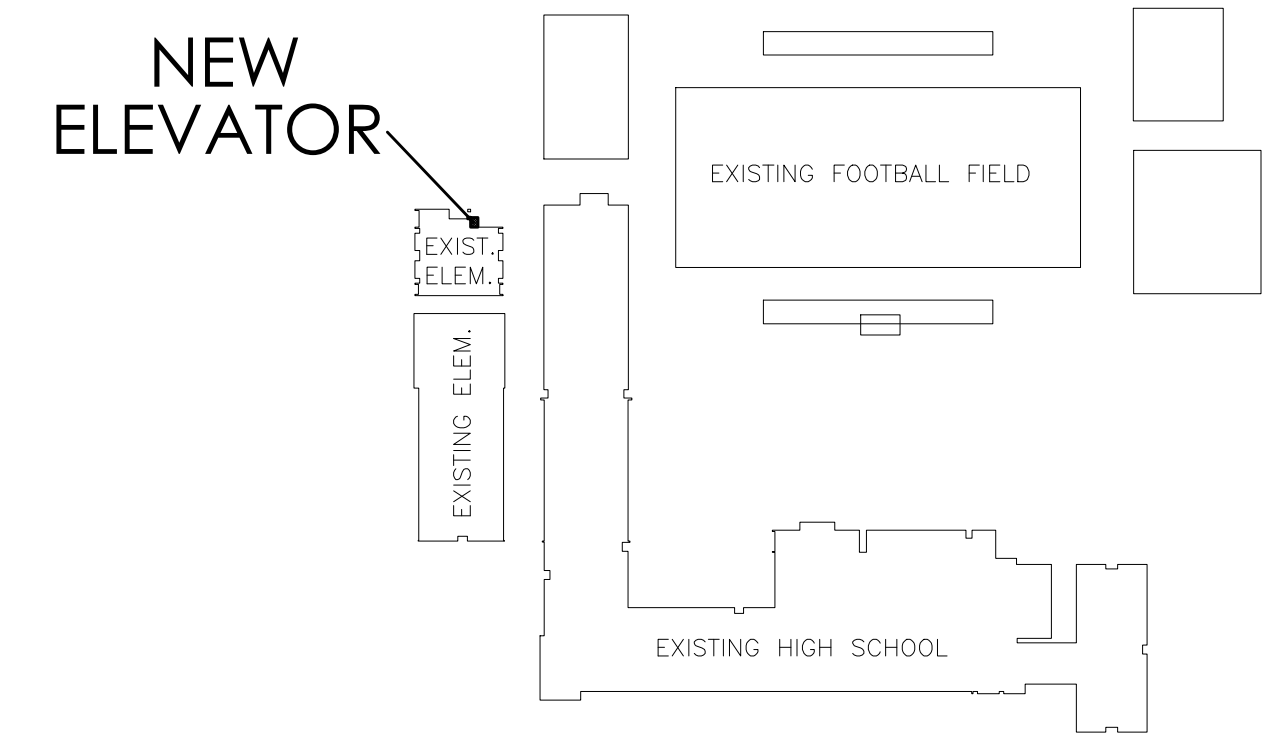 NEW
ELEVATOR
EXISTING FOOTBALL FIELD
EXIST.
ELEM.
EXISTING ELEM.
EXISTING HIGH SCHOOL